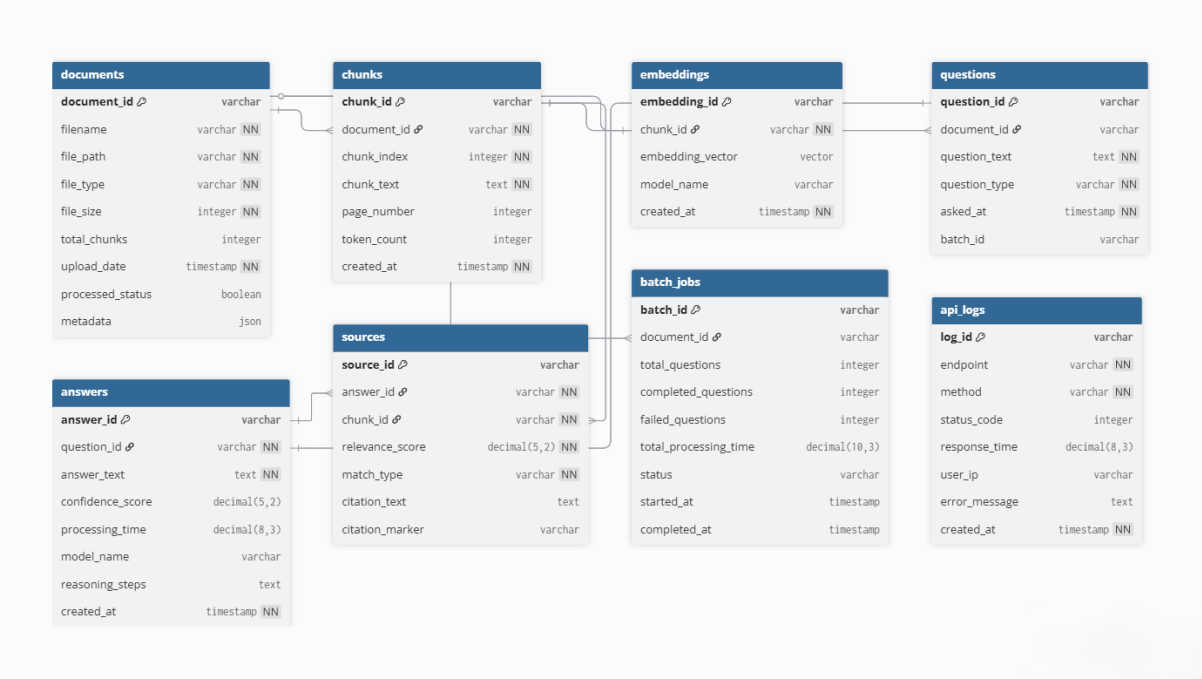 documents
document_id varchar
filename varchar NN
file_path varchar NN
file_type varchar NN
file_size integer NN
total_chunks integer
upload_date timestamp NN
processed_status boolean
metadata json
chunks
chunk_id varchar
document_id varchar NN
chunk_index integer NN
chunk_text text NN
page_number integer
token_count integer
created_at timestamp NN
embeddings
embedding_id varchar
chunk_id varchar NN
embedding_vector vector
model_name varchar
created_at timestamp NN
questions
question_id varchar
document_id varchar
question_text text NN
question_type varchar NN
asked_at timestamp NN
batch_id varchar
answers
answer_id varchar
question_id varchar NN
answer_text text NN
confidence_score decimal(5,2)
processing_time decimal(8,3)
model_name varchar
reasoning_steps text
created_at timestamp NN
sources
source_id varchar
answer_id varchar NN
chunk_id varchar NN
relevance_score decimal(5,2) NN
match_type varchar NN
citation_text text
citation_marker varchar
batch_jobs
batch_id varchar
document_id varchar
total_questions integer
completed_questions integer
failed_questions integer
total_processing_time decimal(10,3)
status varchar
started_at timestamp
completed_at timestamp
api_logs
log_id varchar
endpoint varchar NN
method varchar NN
status_code integer
response_time decimal(8,3)
user_ip varchar
error_message text
created_at timestamp NN